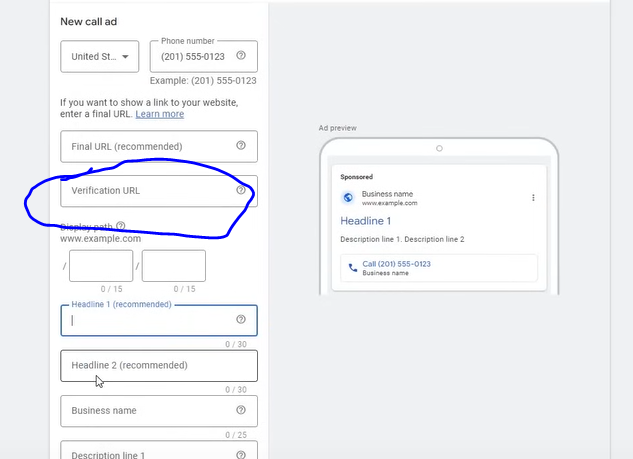 New call ad
United St...
Phone number
(201) 555-0123
Example: (201) 555-0123
If you want to show a link to your website,
enter a final URL. Learn more
Final URL (recommended)
Verification URL
Display path
www.example.com
/ /
0 / 15 0 / 15
Headline 1 (recommended)
0 / 30
Headline 2 (recommended)
0 / 30
Business name
0 / 25
Description line 1
Ad preview
Sponsored
Business name
www.example.com
Headline 1
Description line 1. Description line 2
Call (201) 555-0123
Business name